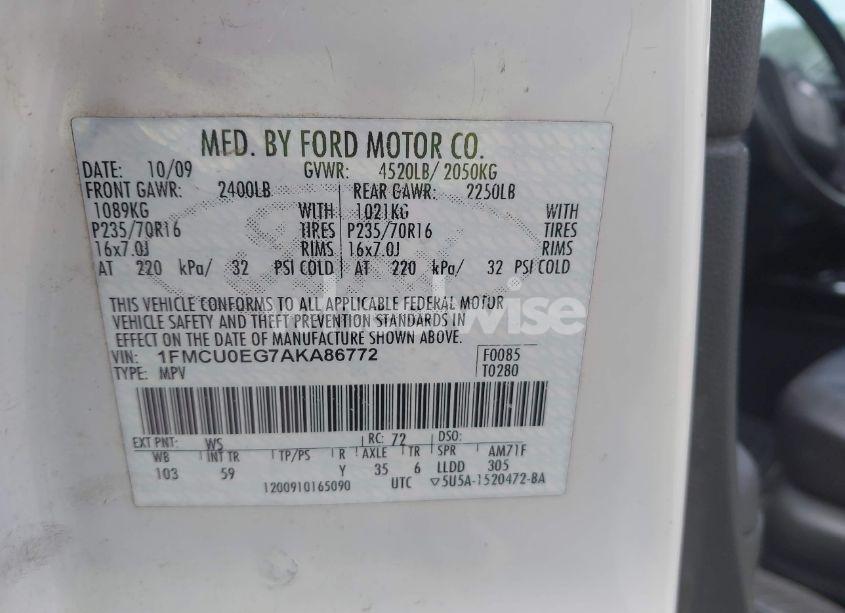 MFD. BY FORD MOTOR CO.
DATE: 10/09 GVWR: 4520LB/ 2050KG
FRONT GAWR: 2400LB REAR GAWR: 2250LB
1089KG WITH 1021KG WITH
P235/70R16 TIRES P235/70R16 TIRES
16x7.0J RIMS 16x7.0J RIMS
AT 220 kPa/ 32 PSI COLD AT 220 kPa/ 32 PSI COLD
THIS VEHICLE CONFORMS TO ALL APPLICABLE FEDERAL MOTOR
VEHICLE SAFETY AND THEFT PREVENTION STANDARDS IN
EFFECT ON THE DATE OF MANUFACTURE SHOWN ABOVE.
VIN: 1FMCU0EG7AKA86772 F0085
TYPE: MPV T0280
EXT PNT: WS RC: 72 DSO:
WB INT TR TP/PS R AXLE TR SPR AM71F
103 59 Y 35 6 LLDD 305
1200910165090 UTC ▽5U5A-1520472-BA
wise